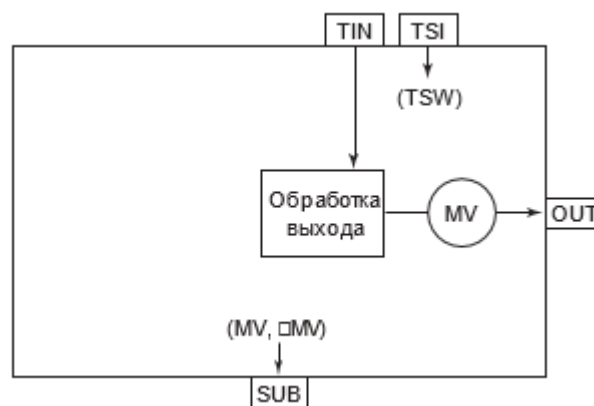 TIN TSI
(TSW)
Обработка
выхода
MV
OUT
(MV, □MV)
SUB